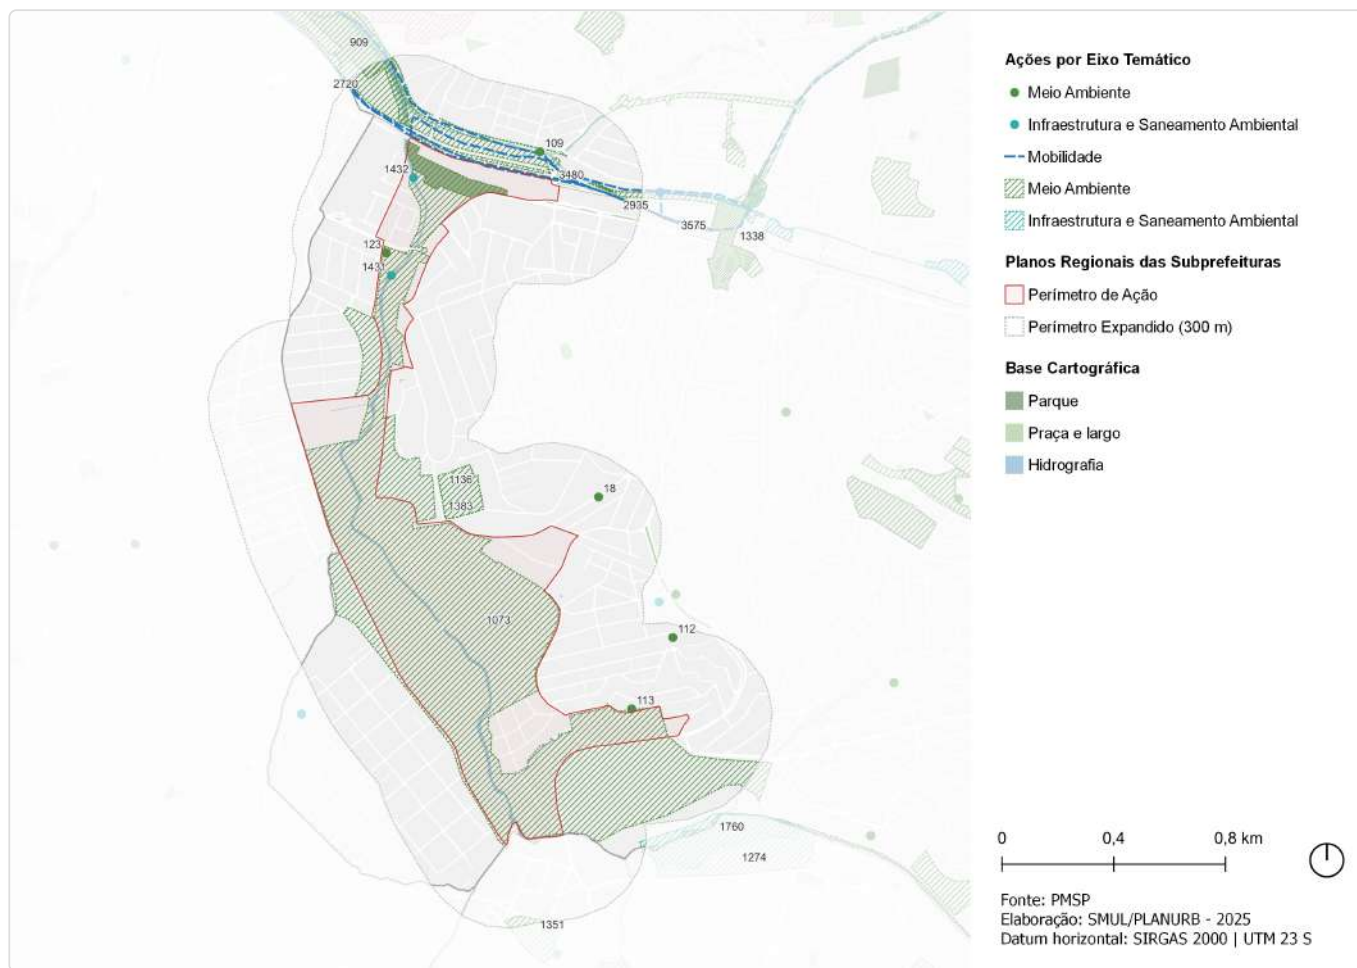 909
2720
109
1432
3480
2935
3575
1338
123
1431
1136
1383
18
1073
112
113
1760
1274
1351
Ações por Eixo Temático
Meio Ambiente
Infraestrutura e Saneamento Ambiental
Mobilidade
Meio Ambiente
Infraestrutura e Saneamento Ambiental
Planos Regionais das Subprefeituras
Perímetro de Ação
Perímetro Expandido (300 m)
Base Cartográfica
Parque
Praça e largo
Hidrografia
0 0,4 0,8 km
Fonte: PMSP
Elaboração: SMUL/PLANURB - 2025
Datum horizontal: SIRGAS 2000 | UTM 23 S